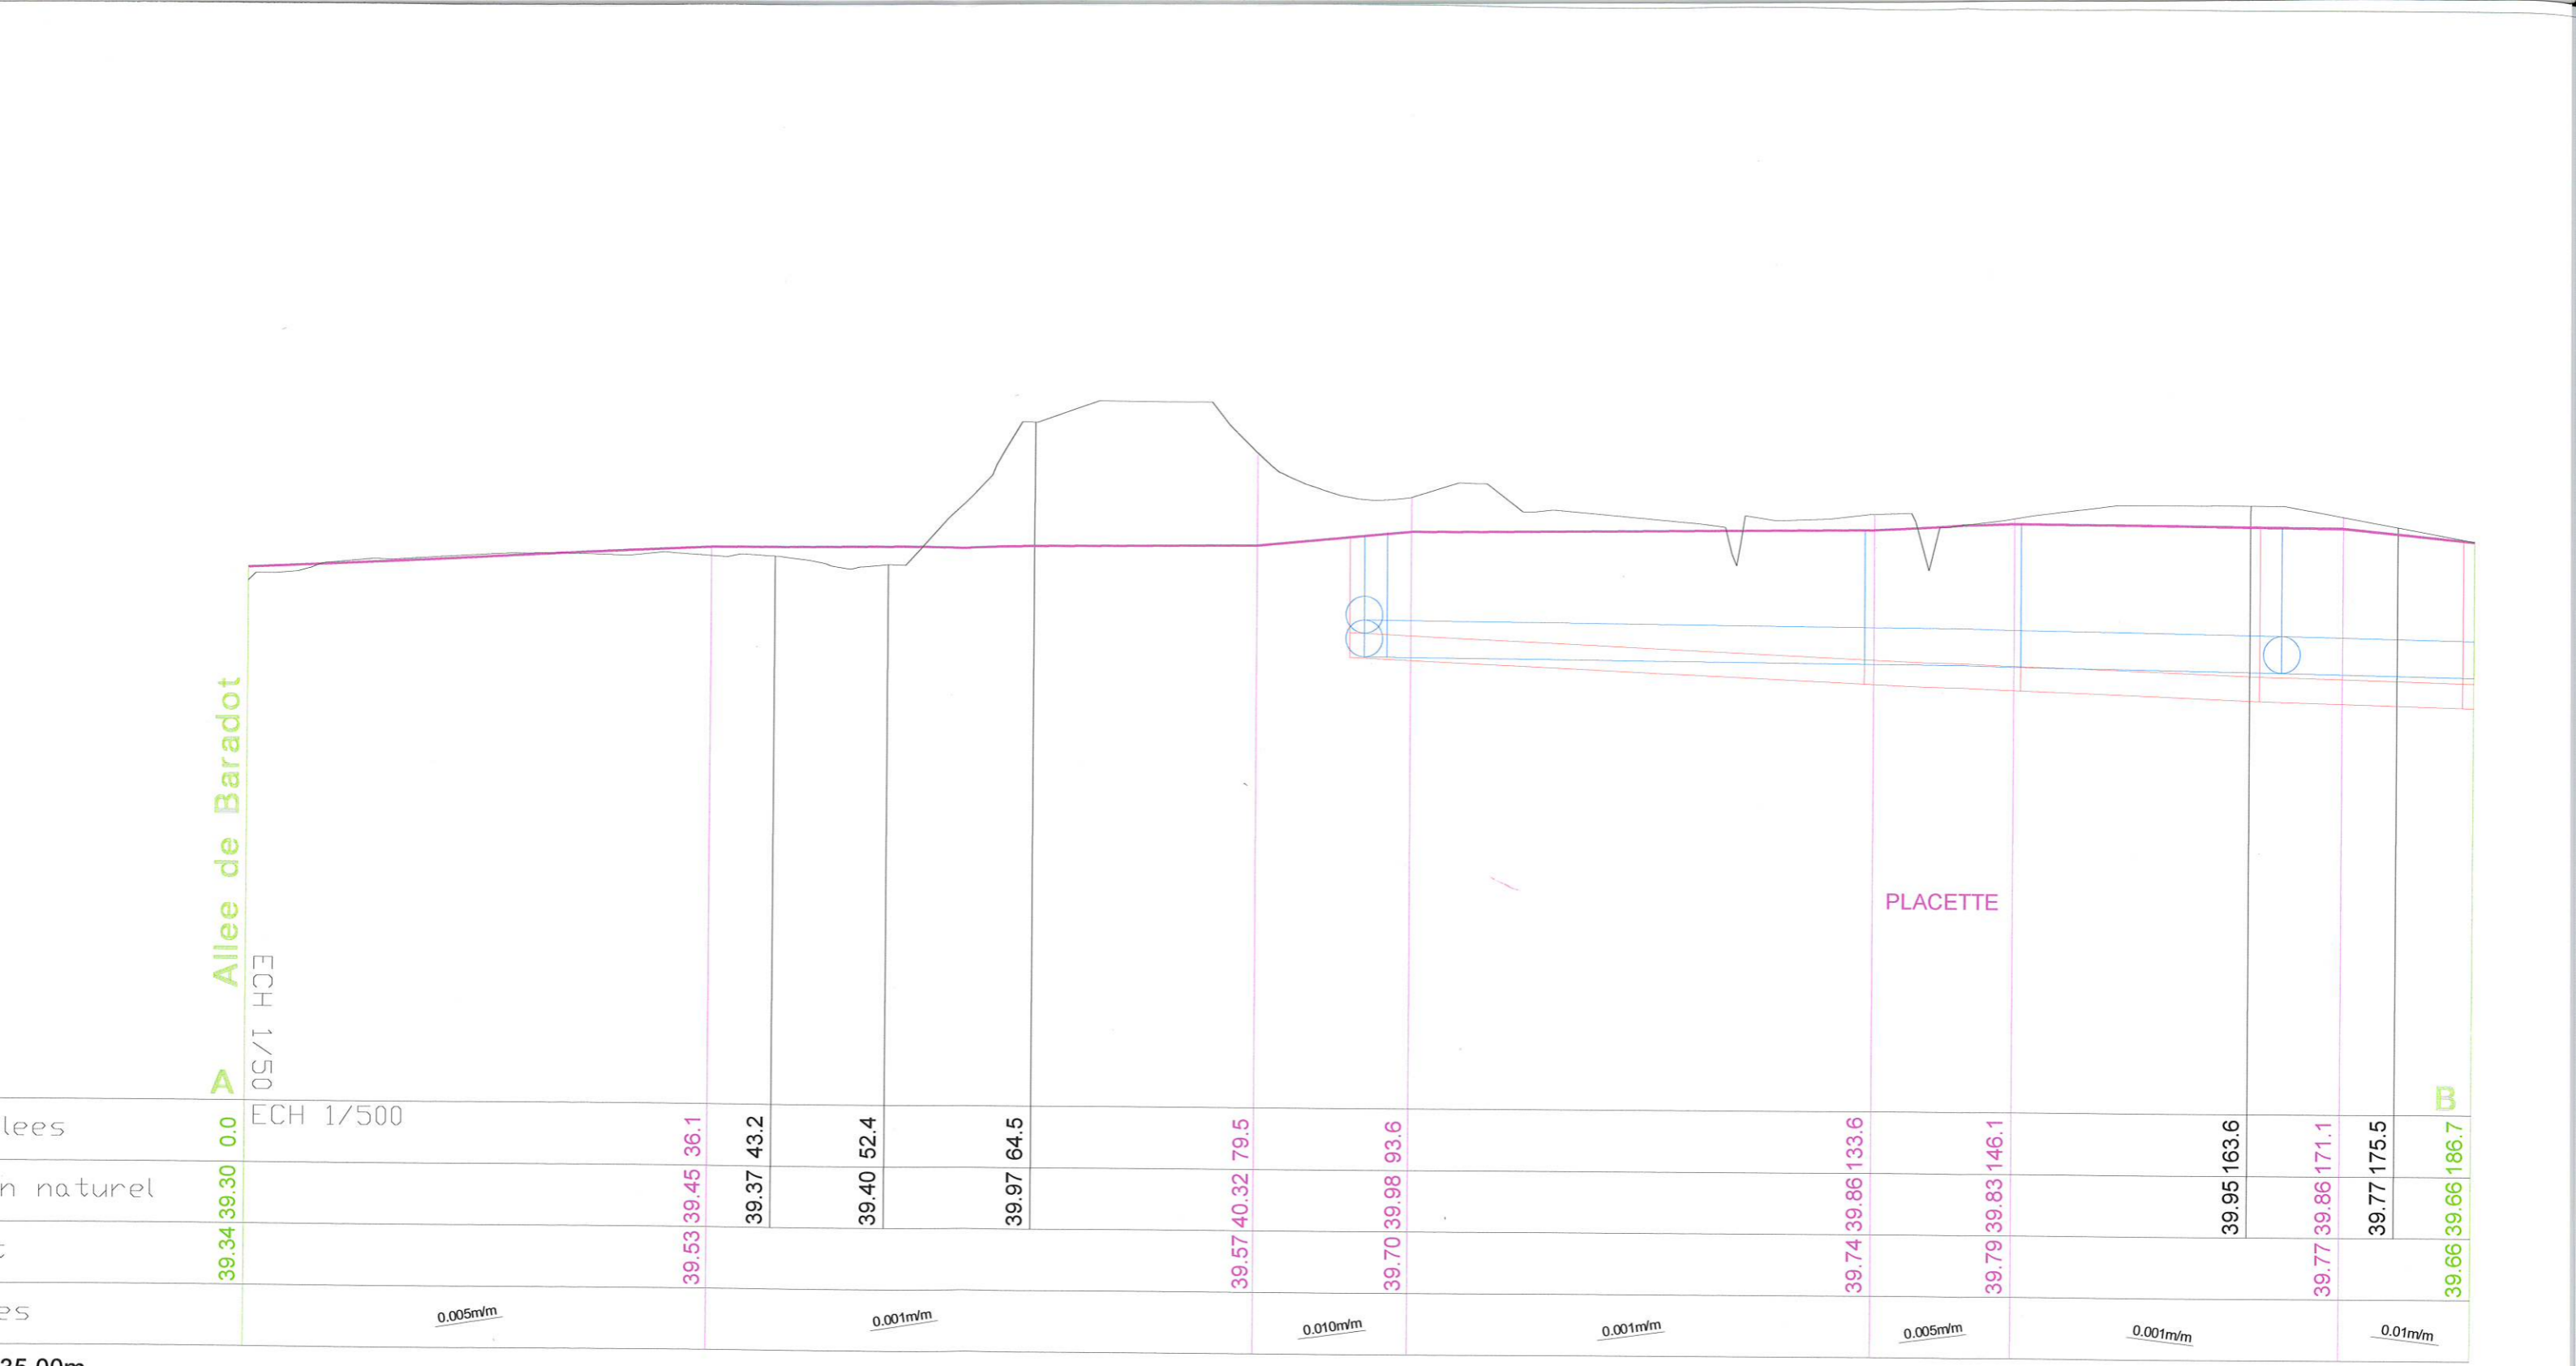 Allee de Baradot
A
ECH 1/50
ECH 1/500
PLACETTE
B
lees 0.0 36.1 43.2 52.4 64.5 79.5 93.6 133.6 146.1 163.6 171.1 175.5 186.7
n naturel 39.30 39.45 39.37 39.40 39.97 40.32 39.98 39.86 39.83 39.95 39.86 39.77 39.66
39.34 39.53 39.57 39.70 39.74 39.79 39.77 39.66
es 0.005m/m 0.001m/m 0.010m/m 0.001m/m 0.005m/m 0.001m/m 0.01m/m